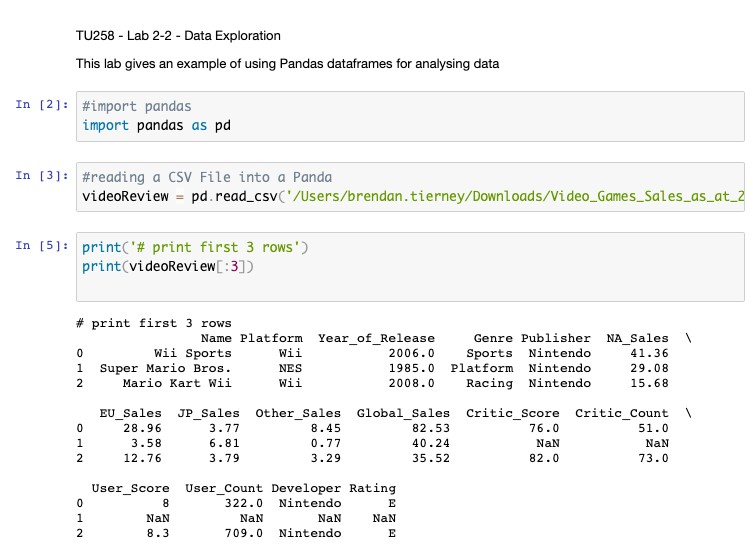 TU258 - Lab 2-2 - Data Exploration
This lab gives an example of using Pandas dataframes for analysing data
In [2]: #import pandas
import pandas as pd
In [3]: #reading a CSV File into a Panda
videoReview = pd.read_csv('/Users/brendan.tierney/Downloads/Video_Games_Sales_as_at_2
In [5]: print('# print first 3 rows')
print(videoReview[:3])
# print first 3 rows
Name Platform Year_of_Release Genre Publisher NA_Sales \
0 Wii Sports Wii 2006.0 Sports Nintendo 41.36
1 Super Mario Bros. NES 1985.0 Platform Nintendo 29.08
2 Mario Kart Wii Wii 2008.0 Racing Nintendo 15.68
EU_Sales JP_Sales Other_Sales Global_Sales Critic_Score Critic_Count \
0 28.96 3.77 8.45 82.53 76.0 51.0
1 3.58 6.81 0.77 40.24 NaN NaN
2 12.76 3.79 3.29 35.52 82.0 73.0
User_Score User_Count Developer Rating
0 8 322.0 Nintendo E
1 NaN NaN NaN NaN
2 8.3 709.0 Nintendo E